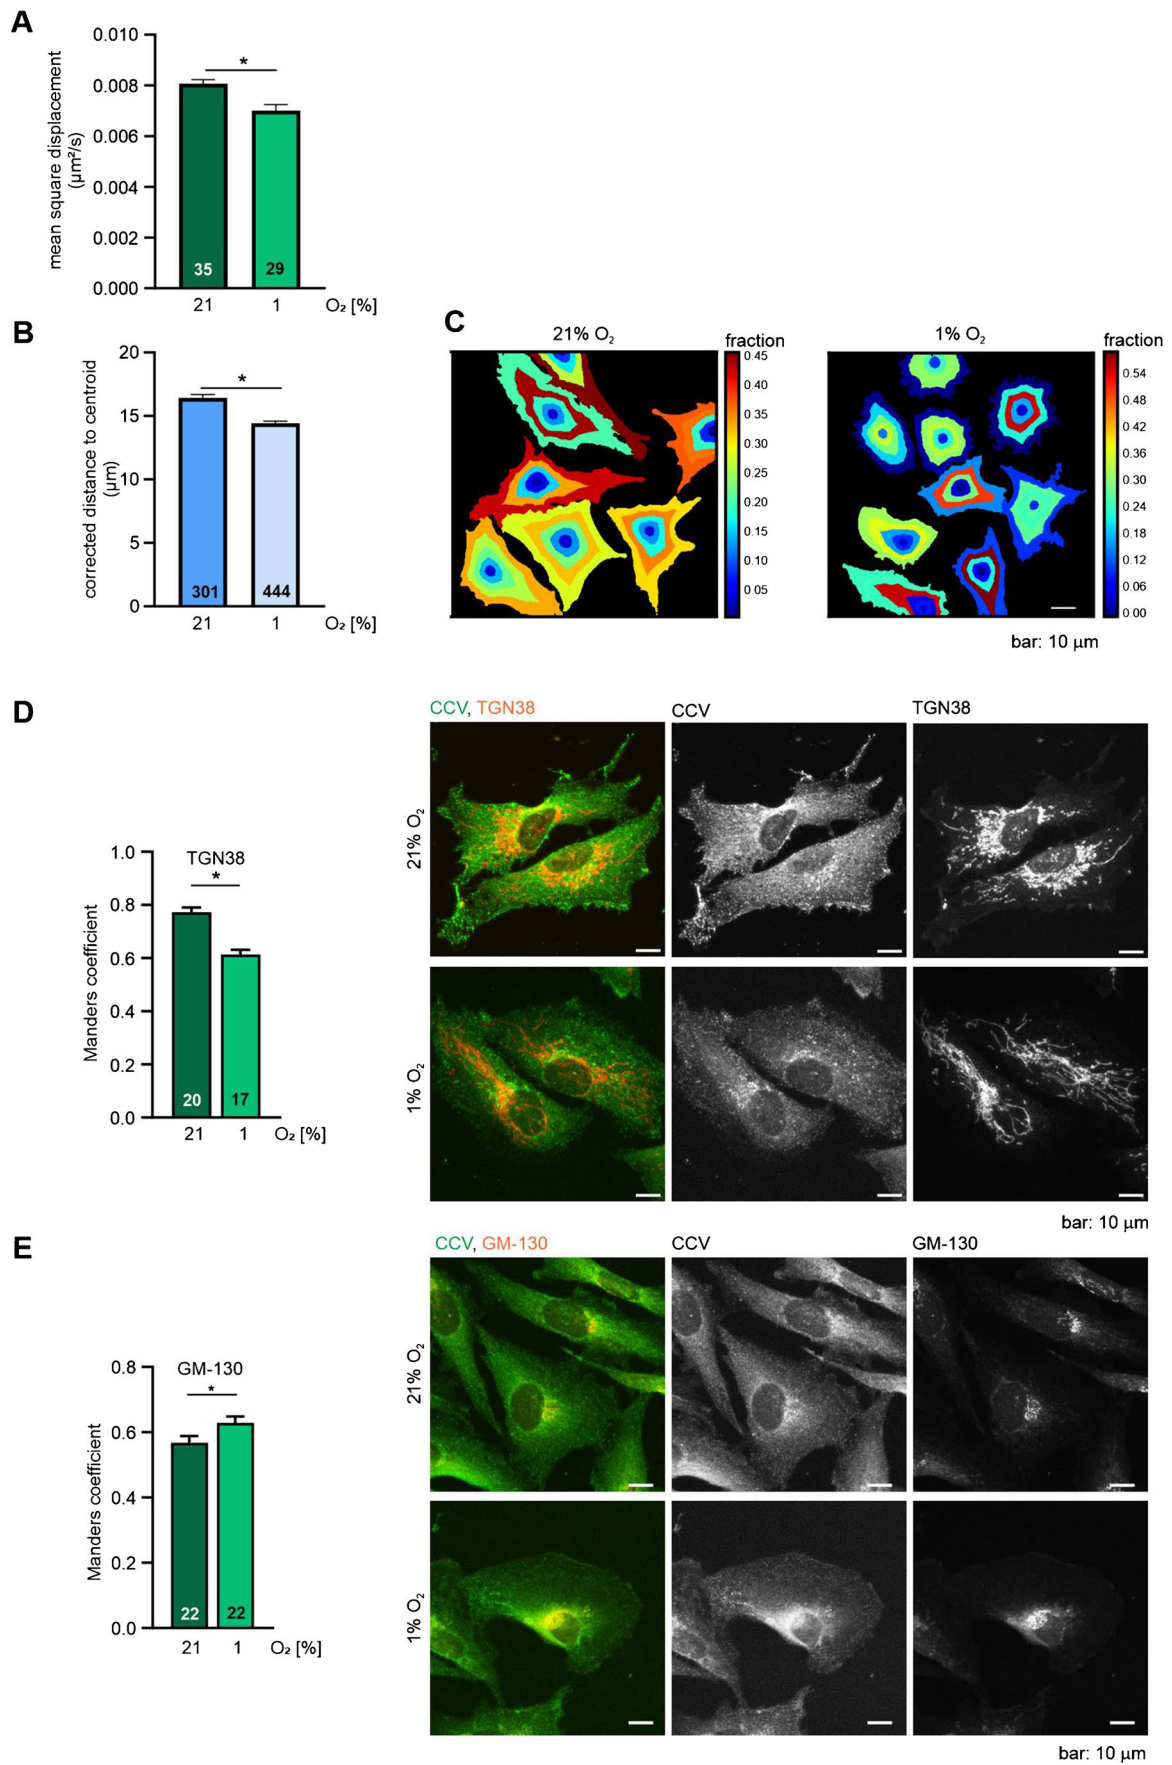 A
mean square displacement
(µm²/s)
0.010
0.008
0.006
0.004
0.002
0.000
*
35
29
21
1
O₂ [%]
B
corrected distance to centroid
(µm)
20
15
10
5
0
*
301
444
21
1
O₂ [%]
C
21% O₂
fraction
0.45
0.40
0.35
0.30
0.25
0.20
0.15
0.10
0.05
1% O₂
fraction
0.54
0.48
0.42
0.36
0.30
0.24
0.18
0.12
0.06
0.00
bar: 10 µm
D
Manders coefficient
1.0
0.8
0.6
0.4
0.2
0.0
TGN38
*
20
17
21
1
O₂ [%]
CCV, TGN38
CCV
TGN38
21% O₂
1% O₂
bar: 10 µm
E
Manders coefficient
0.8
0.6
0.4
0.2
0.0
GM-130
*
22
22
21
1
O₂ [%]
CCV, GM-130
CCV
GM-130
21% O₂
1% O₂
bar: 10 µm